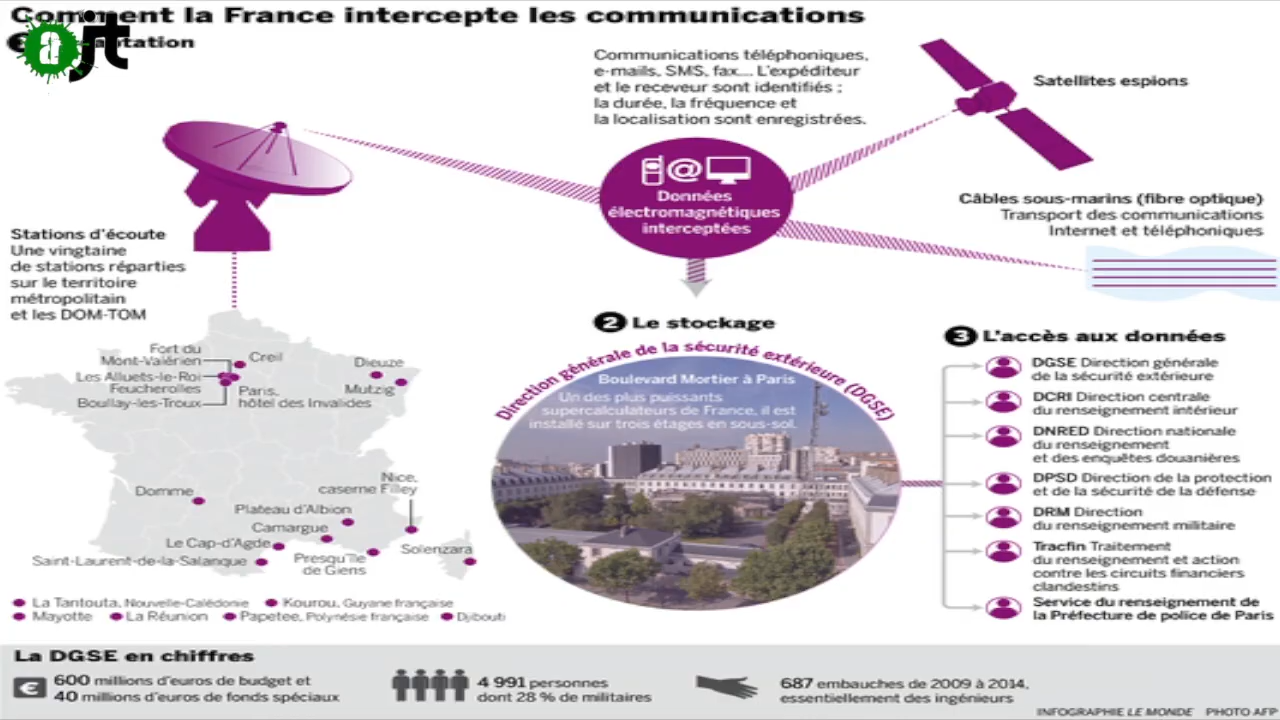 Comment la France intercepte les communications
ajt
Communications téléphoniques,
e-mails, SMS, fax... L'expéditeur
et le receveur sont identifiés ;
la durée, la fréquence et
la localisation sont enregistrées.
Satellites espions
@
Données
électromagnétiques
interceptées
Câbles sous-marins (fibre optique)
Transport des communications
Internet et téléphoniques
Stations d'écoute
Une vingtaine
de stations réparties
sur le territoire
métropolitain
et les DOM-TOM
Fort du
Mont-Valérien
Creil
Les Alluets-le-Roi
Feucherolles
Boullay-les-Troux
Paris,
hôtel des Invalides
Dieuze
Mutzig
Domme
Nice,
caserne Filley
Plateau d'Albion
Camargue
Le Cap-d'Agde
Saint-Laurent-de-la-Salanque
Presqu'île
de Giens
Solenzara
La Tantouta, Nouvelle-Calédonie
Kourou, Guyane française
Mayotte
La Réunion
Papetee, Polynésie française
Djibouti
2 Le stockage
Direction générale de la sécurité extérieure (DGSE)
Boulevard Mortier à Paris
Un des plus puissants
supercalculateurs de France, il est
installé sur trois étages en sous-sol.
3 L'accès aux données
DGSE Direction générale
de la sécurité extérieure
DCRI Direction centrale
du renseignement intérieur
DNRED Direction nationale
du renseignement
et des enquêtes douanières
DPSD Direction de la protection
et de la sécurité de la défense
DRM Direction
du renseignement militaire
Tracfin Traitement
du renseignement et action
contre les circuits financiers
clandestins
Service du renseignement de
la Préfecture de police de Paris
La DGSE en chiffres
€
600 millions d'euros de budget et
40 millions d'euros de fonds spéciaux
4 991 personnes
dont 28 % de militaires
687 embauches de 2009 à 2014,
essentiellement des ingénieurs
INFOGRAPHIE LE MONDE PHOTO AFP